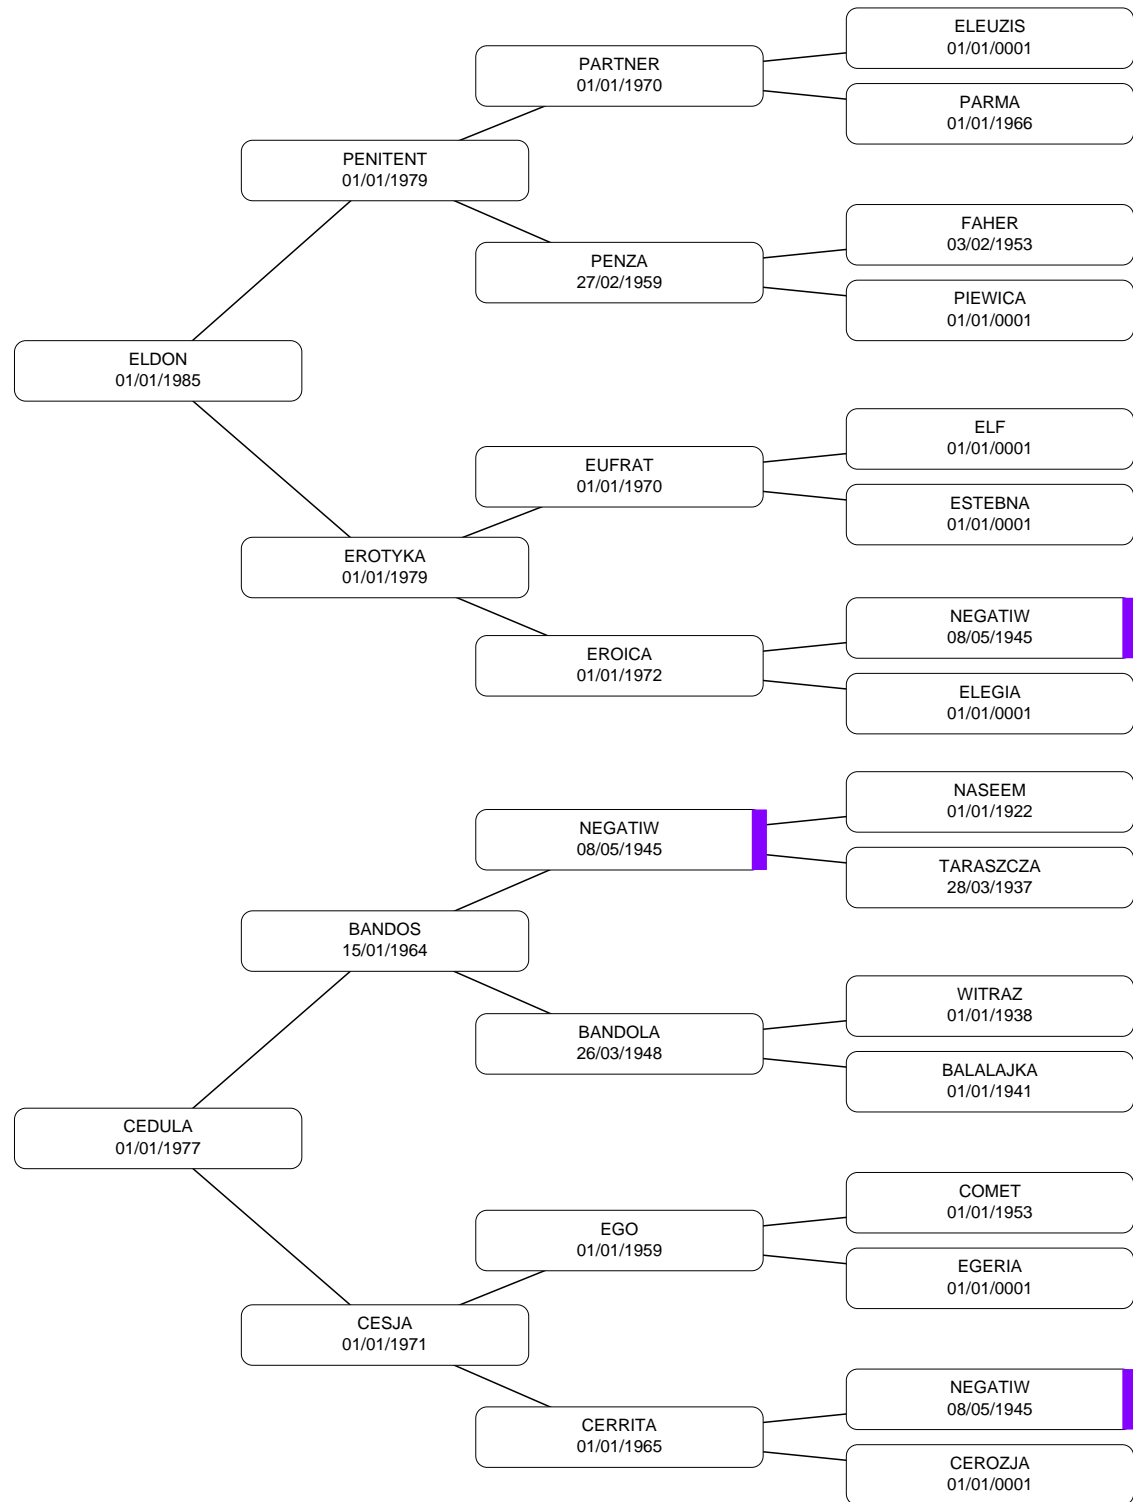 ELEUZIS
01/01/0001
PARTNER
01/01/1970
PARMA
01/01/1966
PENITENT
01/01/1979
FAHER
03/02/1953
PENZA
27/02/1959
PIEWICA
01/01/0001
ELDON
01/01/1985
ELF
01/01/0001
EUFRAT
01/01/1970
ESTEBNA
01/01/0001
EROTYKA
01/01/1979
NEGATIW
08/05/1945
EROICA
01/01/1972
ELEGIA
01/01/0001
NASEEM
01/01/1922
NEGATIW
08/05/1945
TARASZCZA
28/03/1937
BANDOS
15/01/1964
WITRAZ
01/01/1938
BANDOLA
26/03/1948
BALALAJKA
01/01/1941
CEDULA
01/01/1977
COMET
01/01/1953
EGO
01/01/1959
EGERIA
01/01/0001
CESJA
01/01/1971
NEGATIW
08/05/1945
CERRITA
01/01/1965
CEROZJA
01/01/0001